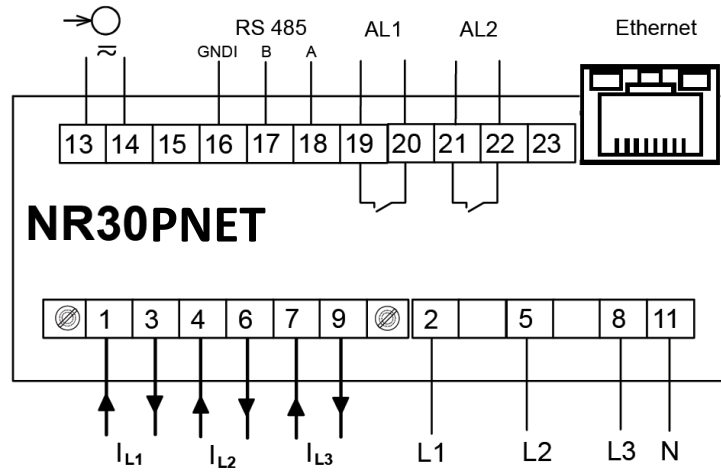 RS 485 AL1 AL2 Ethernet
GNDI B A
13 14 15 16 17 18 19 20 21 22 23
NR30PNET
1 3 4 6 7 9 2 5 8 11
IL1 IL2 IL3 L1 L2 L3 N